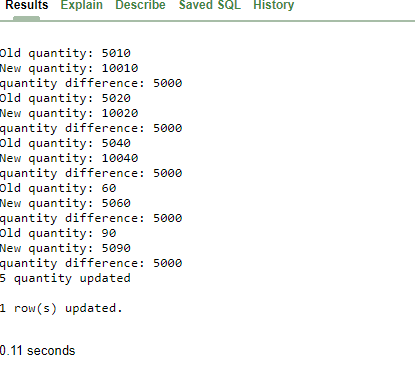 Results Explain Describe Saved SQL History
Old quantity: 5010
New quantity: 10010
quantity difference: 5000
Old quantity: 5020
New quantity: 10020
quantity difference: 5000
Old quantity: 5040
New quantity: 10040
quantity difference: 5000
Old quantity: 60
New quantity: 5060
quantity difference: 5000
Old quantity: 90
New quantity: 5090
quantity difference: 5000
5 quantity updated
1 row(s) updated.
0.11 seconds